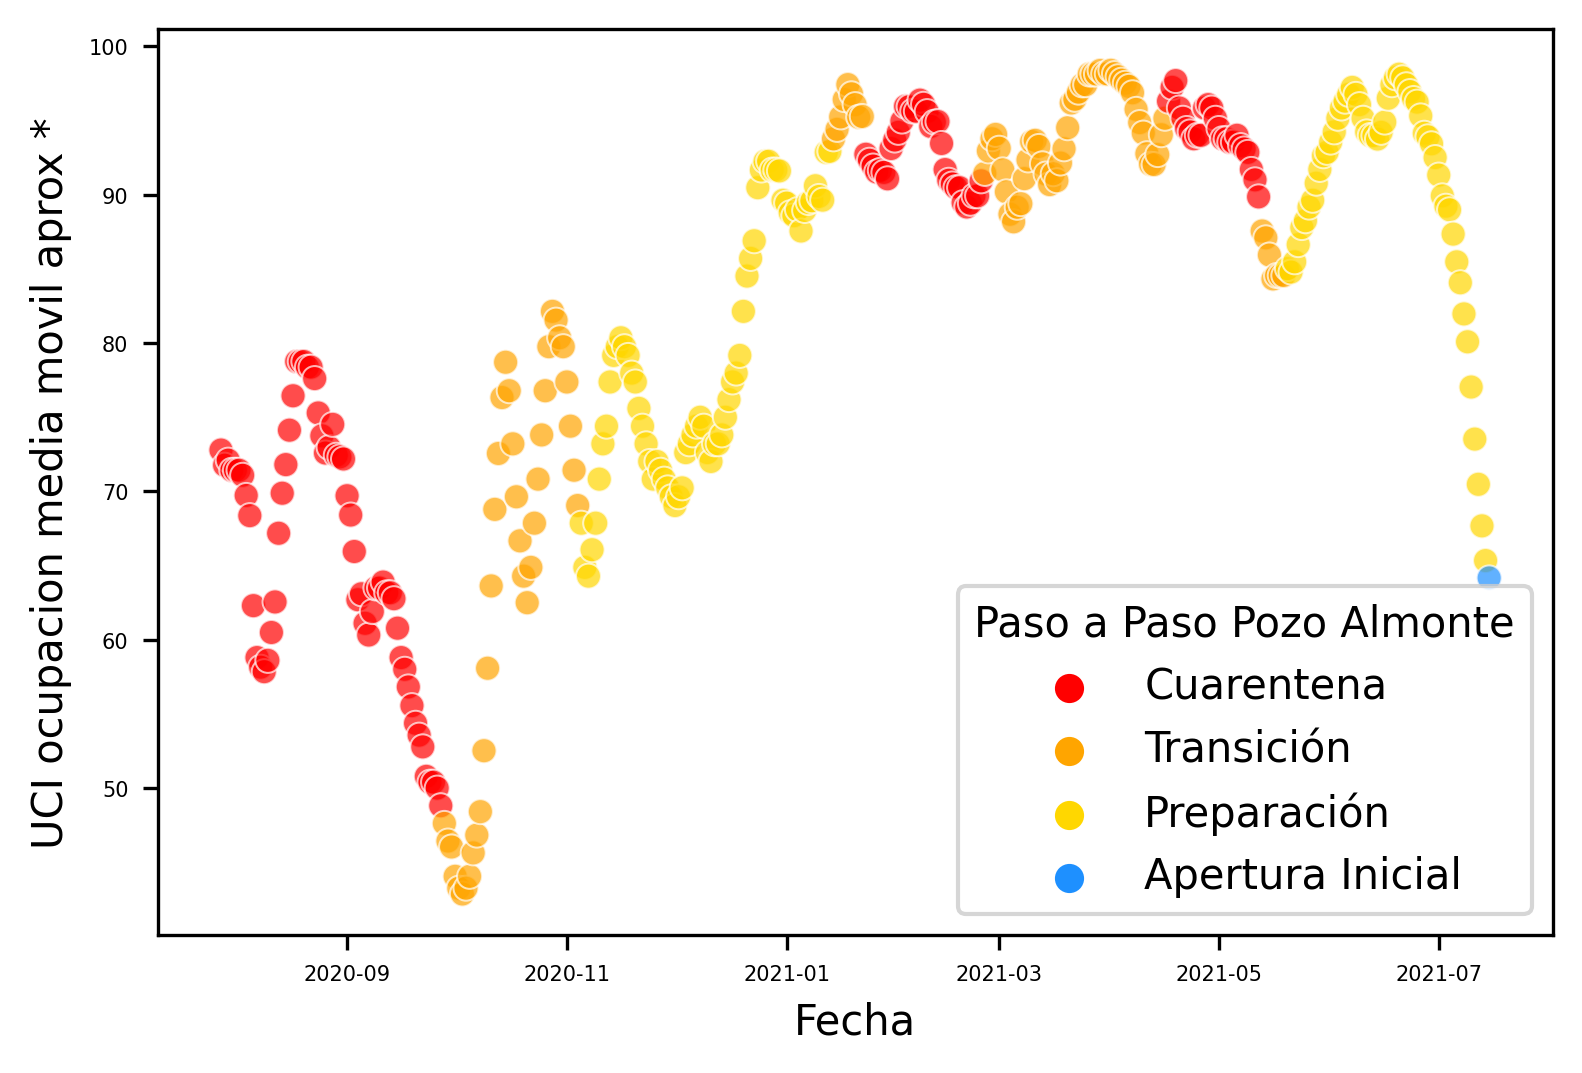 UCI ocupacion media movil aprox *
100
90
80
70
60
50
2020-09
2020-11
2021-01
2021-03
2021-05
2021-07
Fecha
Paso a Paso Pozo Almonte
Cuarentena
Transición
Preparación
Apertura Inicial